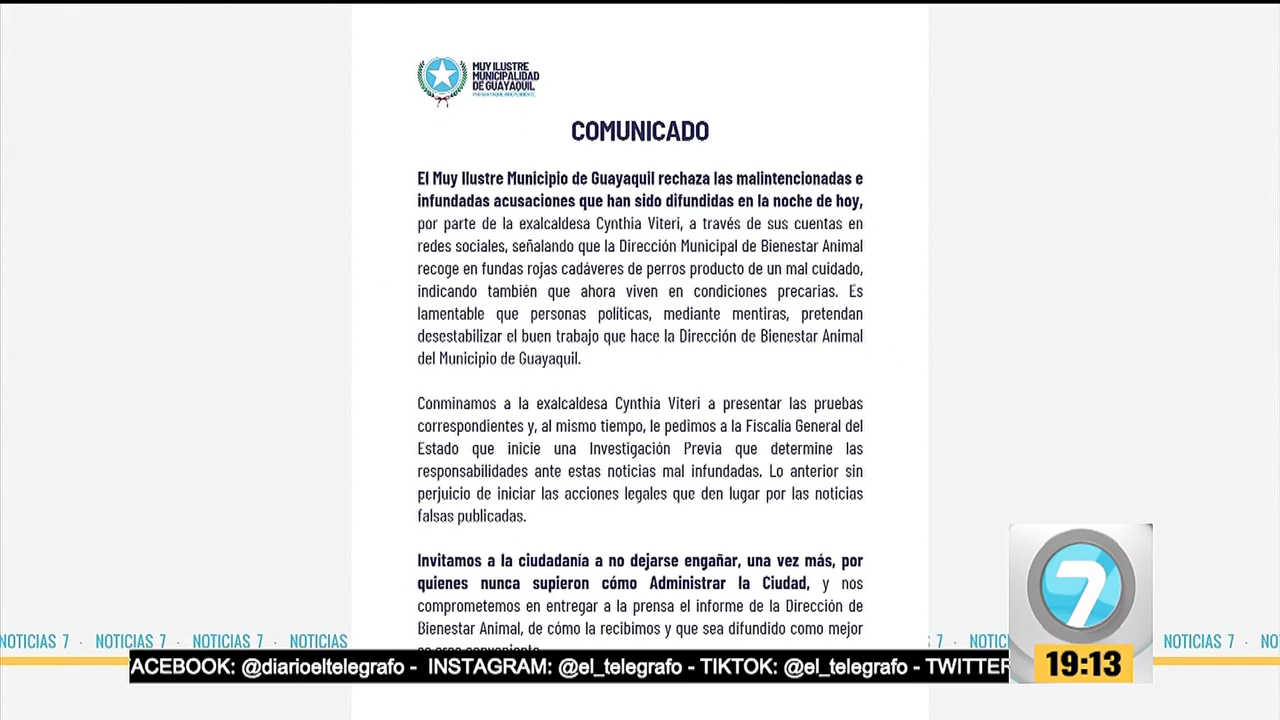 MUY ILUSTRE
MUNICIPALIDAD
DE GUAYAQUIL
POR GUAYAQUIL INDEPENDIENTE
COMUNICADO
El Muy Ilustre Municipio de Guayaquil rechaza las malintencionadas e
infundadas acusaciones que han sido difundidas en la noche de hoy,
por parte de la exalcaldesa Cynthia Viteri, a través de sus cuentas en
redes sociales, señalando que la Dirección Municipal de Bienestar Animal
recoge en fundas rojas cadáveres de perros producto de un mal cuidado,
indicando también que ahora viven en condiciones precarias. Es
lamentable que personas políticas, mediante mentiras, pretendan
desestabilizar el buen trabajo que hace la Dirección de Bienestar Animal
del Municipio de Guayaquil.
Conminamos a la exalcaldesa Cynthia Viteri a presentar las pruebas
correspondientes y, al mismo tiempo, le pedimos a la Fiscalía General del
Estado que inicie una Investigación Previa que determine las
responsabilidades ante estas noticias mal infundadas. Lo anterior sin
perjuicio de iniciar las acciones legales que den lugar por las noticias
falsas publicadas.
Invitamos a la ciudadanía a no dejarse engañar, una vez más, por
quienes nunca supieron cómo Administrar la Ciudad, y nos
comprometemos en entregar a la prensa el informe de la Dirección de
Bienestar Animal, de cómo la recibimos y que sea difundido como mejor
NOTICIAS 7 · NOTICIAS 7 · NOTICIAS 7 · NOTICIAS
S 7 · NOTIC
NOTICIAS 7 · NO
ACEBOOK: @diarioeltelegrafo - INSTAGRAM: @el_telegrafo - TIKTOK: @el_telegrafo - TWITTER
7
19:13